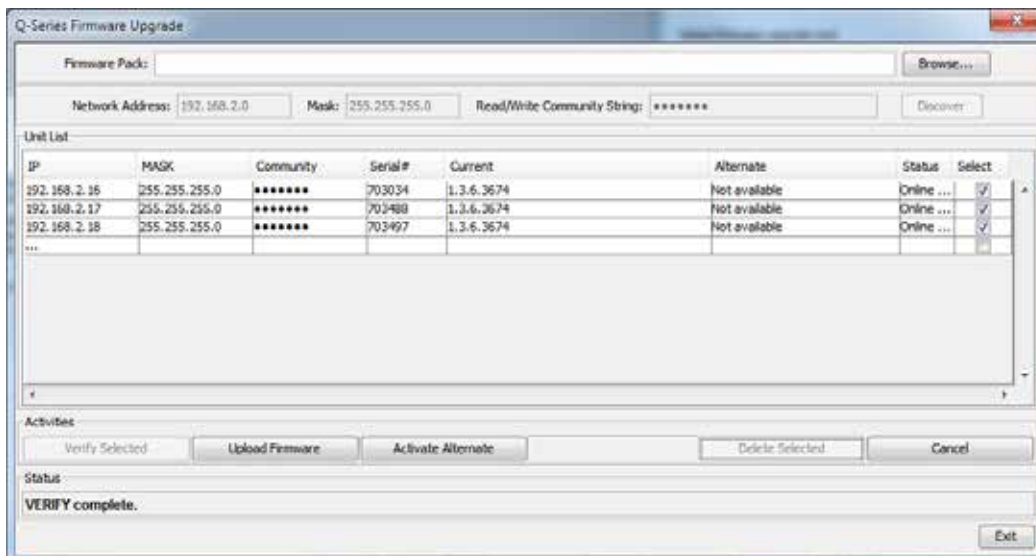 Q-Series Firmware Upgrade
Firmware Pack: Browse...
Network Address: 192.168.2.0 Mask: 255.255.255.0 Read/Write Community String: ••••••• Discover
Unit List
IP MASK Community Serial# Current Alternate Status Select
192.168.2.16 255.255.255.0 ••••••• 703034 1.3.6.3674 Not available Online ...
192.168.2.17 255.255.255.0 ••••••• 703488 1.3.6.3674 Not available Online ...
192.168.2.18 255.255.255.0 ••••••• 703497 1.3.6.3674 Not available Online ...
...
Activities
Verify Selected Upload Firmware Activate Alternate Delete Selected Cancel
Status
VERIFY complete.
Exit